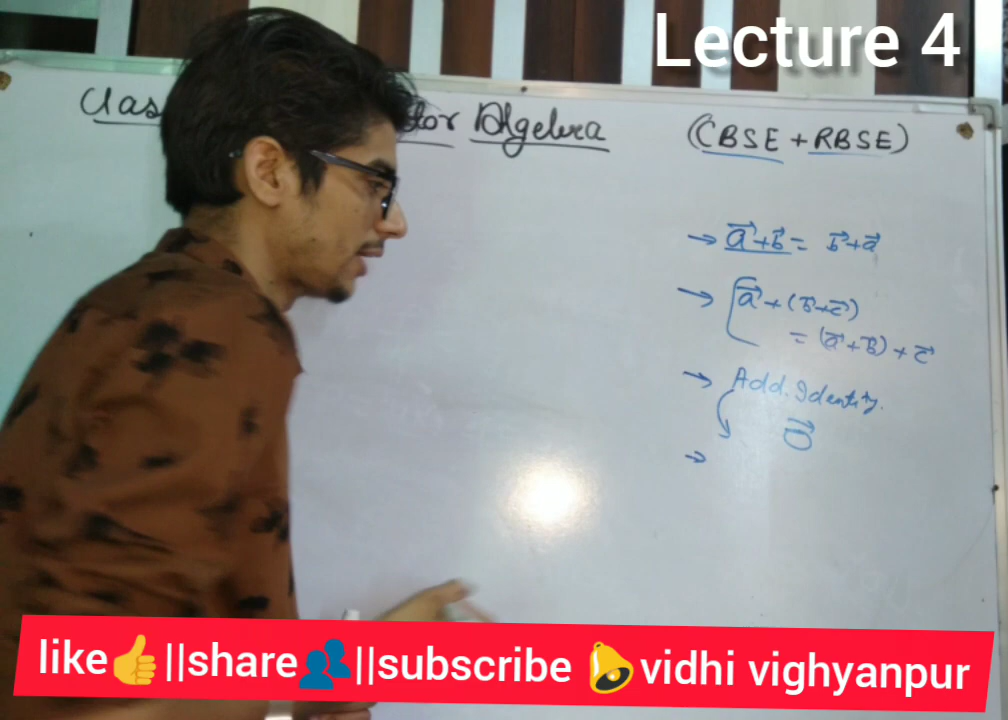 Lecture 4
Clas tor Algebra (CBSE + RBSE)
→ a⃗ + b⃗ = b⃗ + a⃗
→ a⃗ + (b⃗ + c⃗)
= (a⃗ + b⃗) + c⃗
→ Add. Identity.
0⃗
→
like👍||share👥||subscribe 🔔vidhi vighyanpur